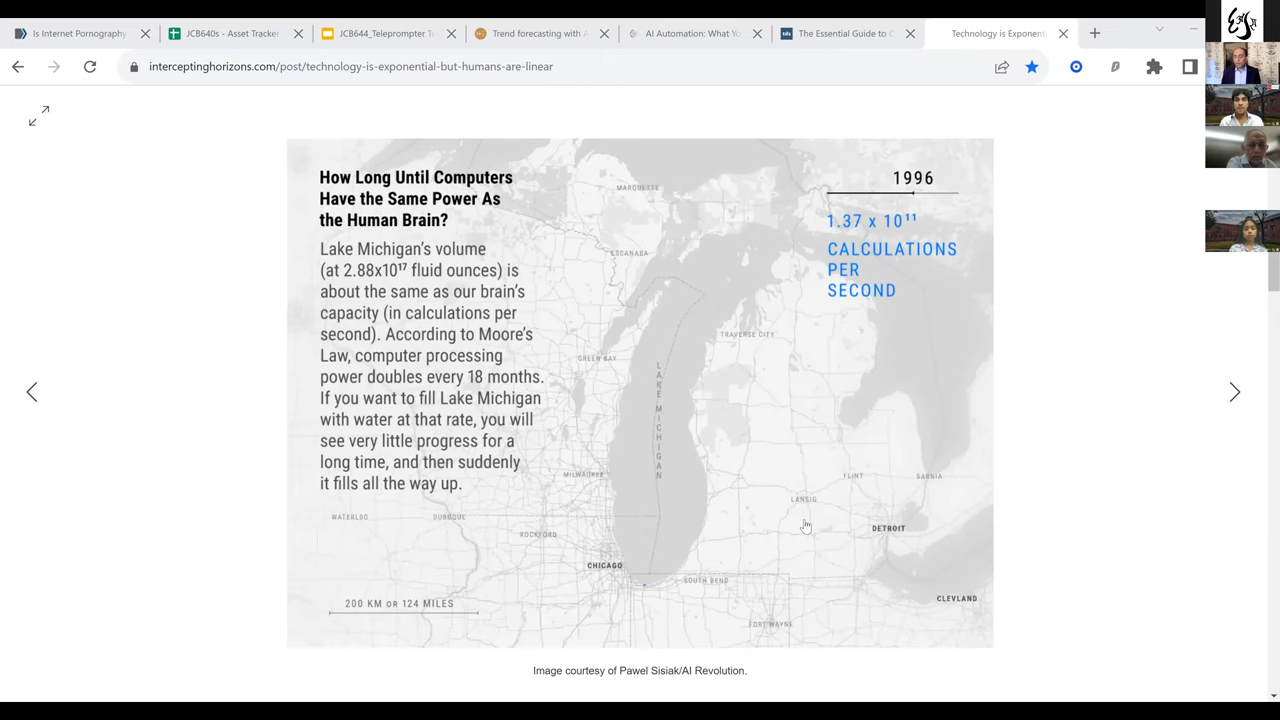 Is Internet Pornography
JCB640s - Asset Tracker
JCB644_Teleprompter T
Trend forecasting with A
AI Automation: What Yo
tds
The Essential Guide to C
Technology is Exponent
interceptinghorizons.com/post/technology-is-exponential-but-humans-are-linear
How Long Until Computers
Have the Same Power As
the Human Brain?
Lake Michigan's volume
(at 2.88x10¹⁷ fluid ounces) is
about the same as our brain's
capacity (in calculations per
second). According to Moore's
Law, computer processing
power doubles every 18 months.
If you want to fill Lake Michigan
with water at that rate, you will
see very little progress for a
long time, and then suddenly
it fills all the way up.
1996
1.37 x 10¹¹
CALCULATIONS
PER
SECOND
MARQUETTE
ESCANABA
TRAVERSE CITY
GREEN BAY
LAKE MICHIGAN
MILWAUKEE
FLINT
SARNIA
LANSIG
WATERLOO
DUBOQUE
ROCKFORD
DETROIT
CHICAGO
SOUTH BEND
CLEVLAND
200 KM OR 124 MILES
FORT WAYNE
Image courtesy of Pawel Sisiak/AI Revolution.